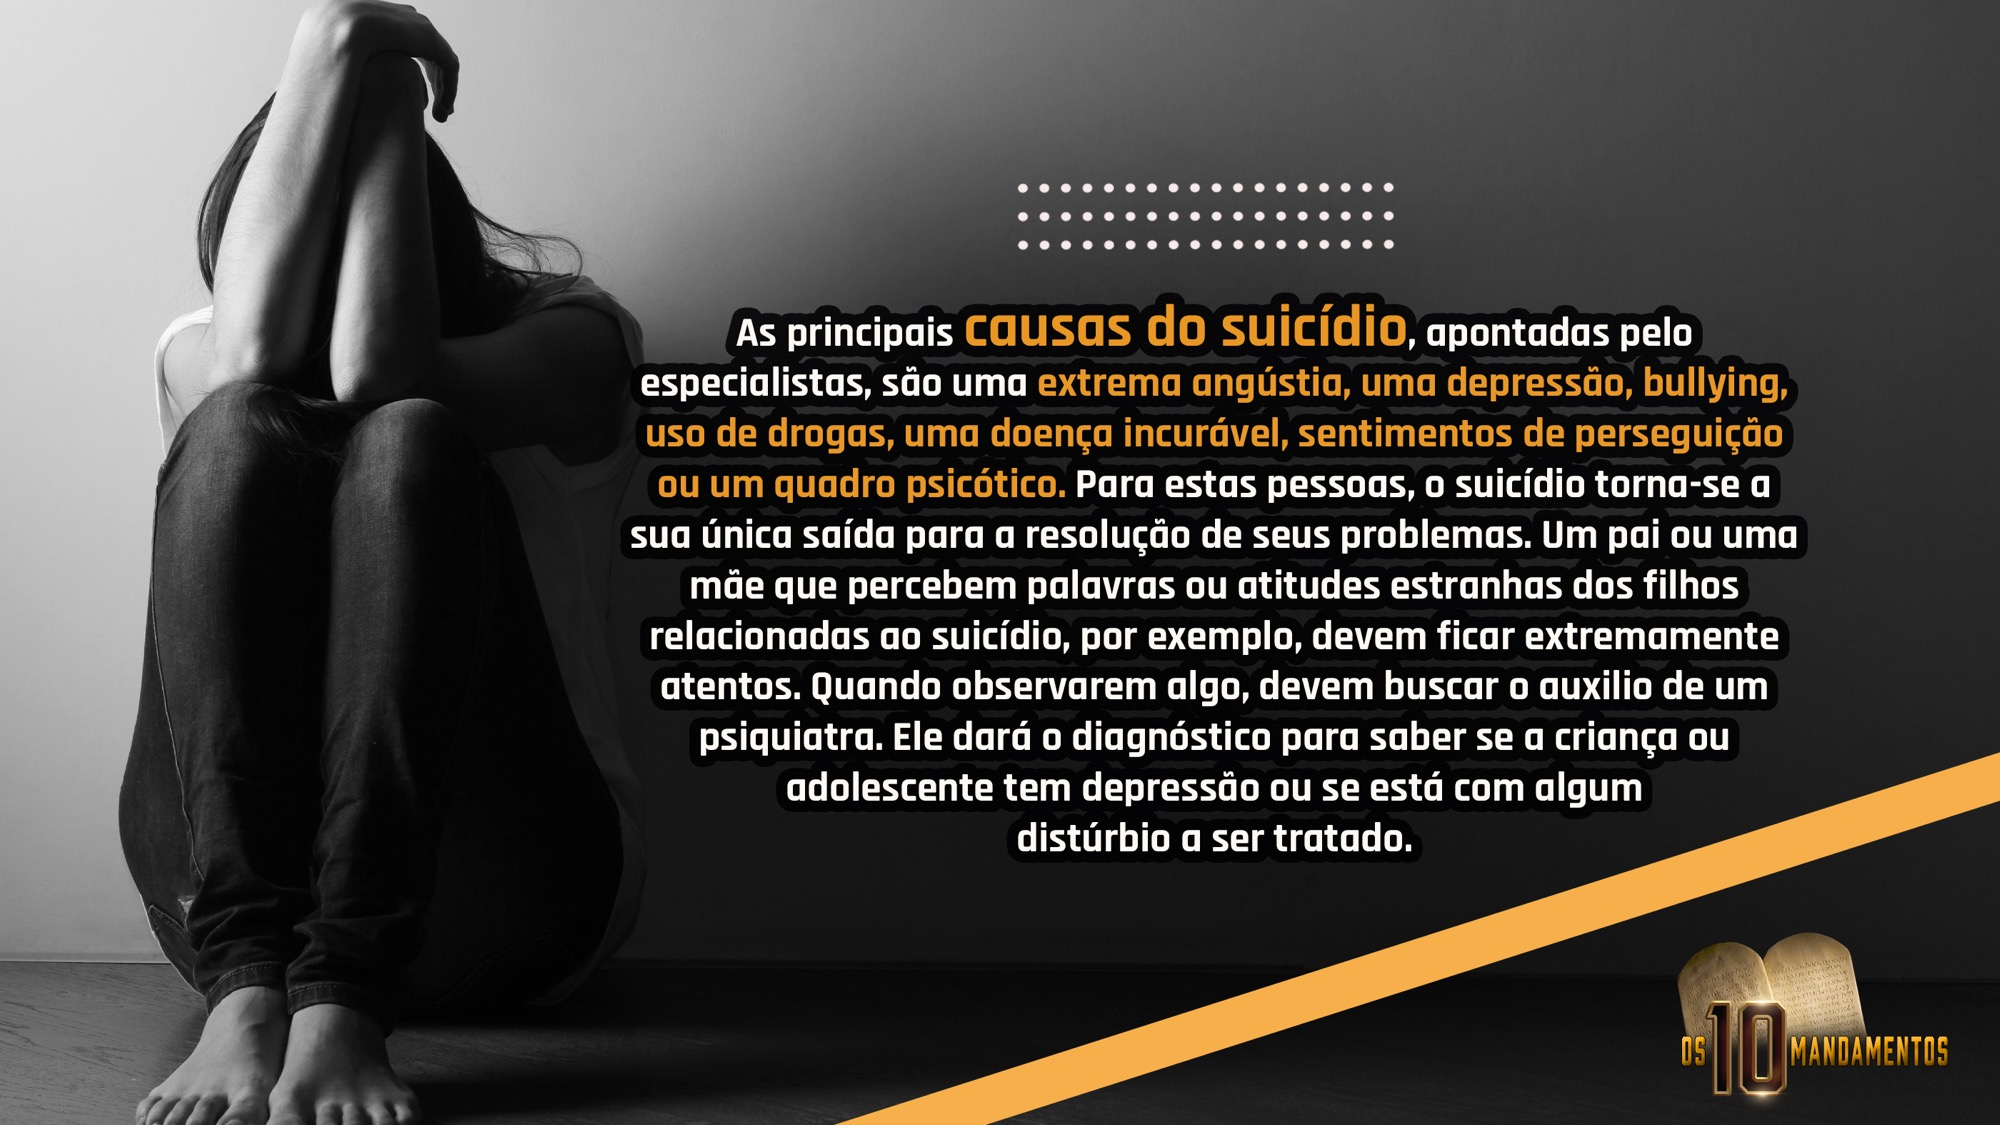 As principais causas do suicídio, apontadas pelo
especialistas, são uma extrema angústia, uma depressão, bullying,
uso de drogas, uma doença incurável, sentimentos de perseguição
ou um quadro psicótico. Para estas pessoas, o suicídio torna-se a
sua única saída para a resolução de seus problemas. Um pai ou uma
mãe que percebem palavras ou atitudes estranhas dos filhos
relacionadas ao suicídio, por exemplo, devem ficar extremamente
atentos. Quando observarem algo, devem buscar o auxilio de um
psiquiatra. Ele dará o diagnóstico para saber se a criança ou
adolescente tem depressão ou se está com algum
distúrbio a ser tratado.
OS 10 MANDAMENTOS